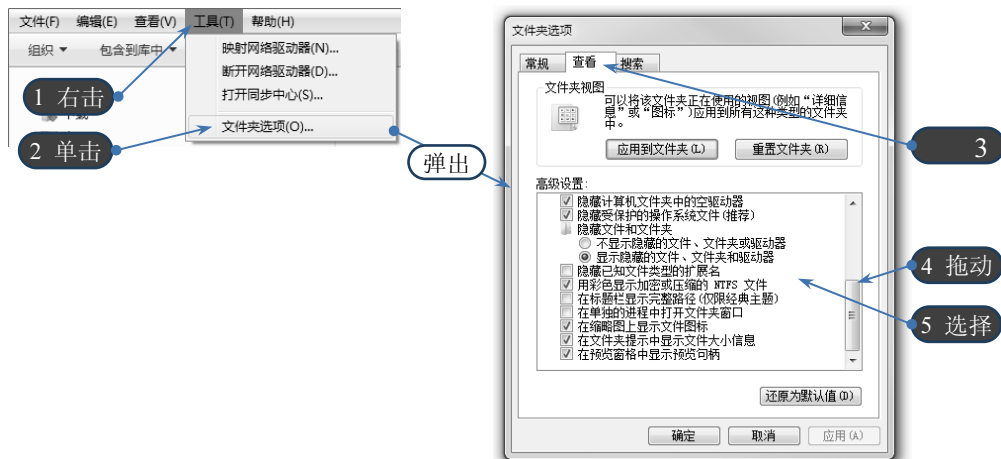 文件(F) 编辑(E) 查看(V) 工具(T) 帮助(H)
组织 包含到库中
映射网络驱动器(N)...
断开网络驱动器(D)...
打开同步中心(S)...
文件夹选项(O)...
1 右击
2 单击
弹出
文件夹选项
常规 查看 搜索
文件夹视图
可以将该文件夹正在使用的视图(例如“详细信
息”或“图标”)应用到所有这种类型的文件夹
中。
应用到文件夹(L) 重置文件夹(R)
高级设置:
隐藏计算机文件夹中的空驱动器
隐藏受保护的操作系统文件(推荐)
隐藏文件和文件夹
不显示隐藏的文件、文件夹或驱动器
显示隐藏的文件、文件夹和驱动器
隐藏已知文件类型的扩展名
用彩色显示加密或压缩的 NTFS 文件
在标题栏显示完整路径(仅限经典主题)
在单独的进程中打开文件夹窗口
在缩略图上显示文件图标
在文件夹提示中显示文件大小信息
在预览窗格中显示预览句柄
还原为默认值(D)
确定 取消 应用(A)
3
4 拖动
5 选择